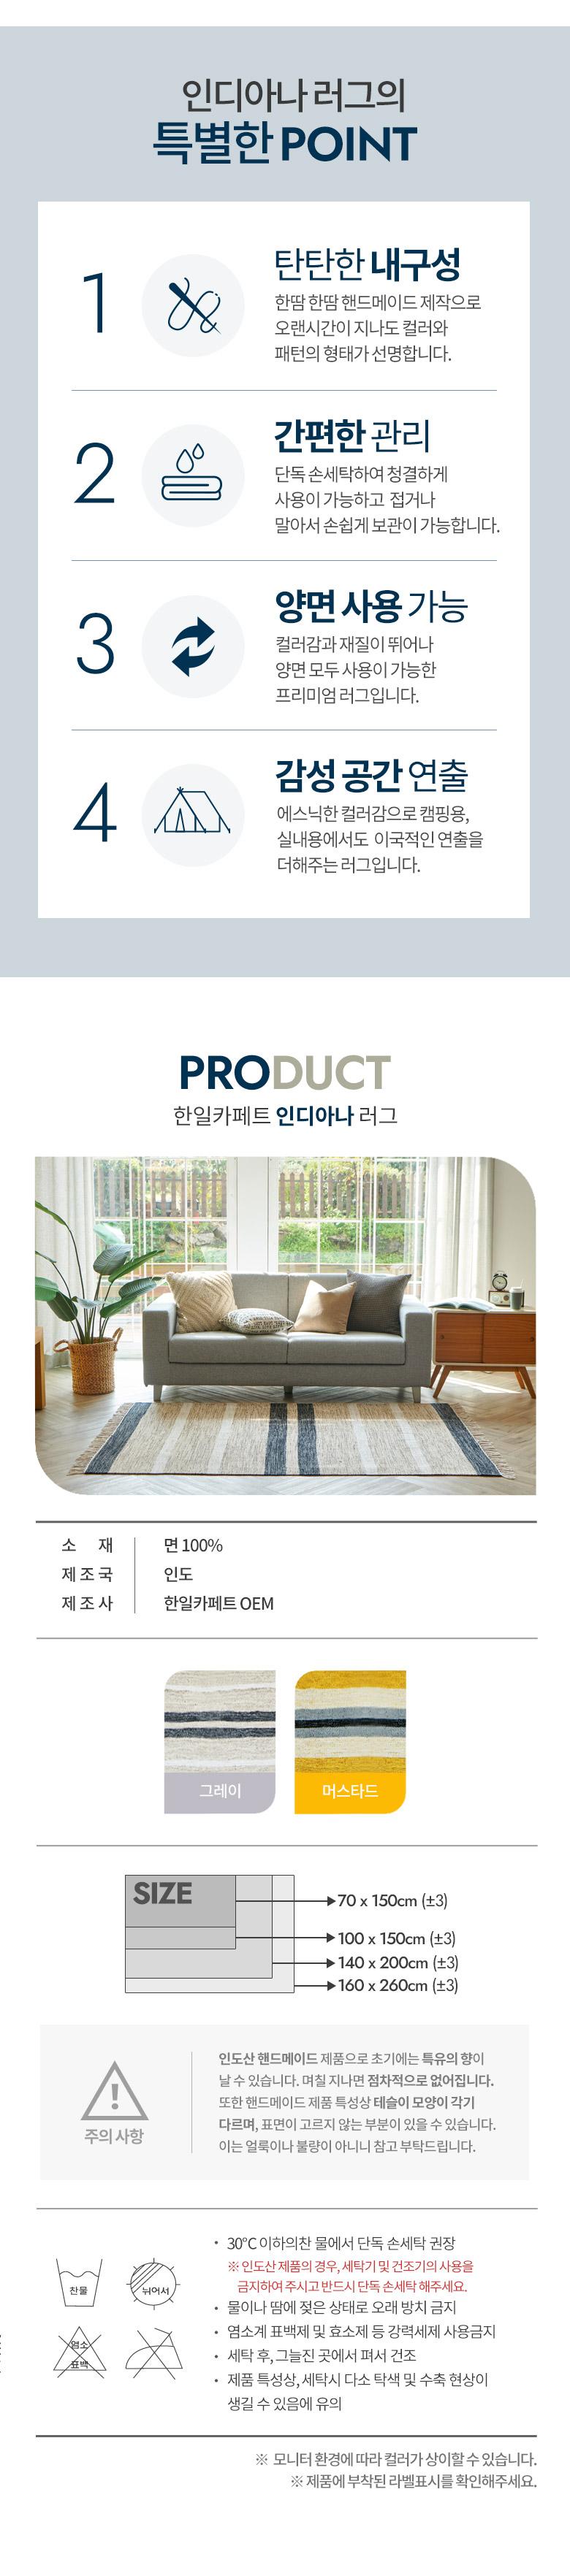 인디아나 러그의
특별한 POINT
1
탄탄한 내구성
한땀 한땀 핸드메이드 제작으로
오랜시간이 지나도 컬러와
패턴의 형태가 선명합니다.
2
간편한 관리
단독 손세탁하여 청결하게
사용이 가능하고 접거나
말아서 손쉽게 보관이 가능합니다.
3
양면 사용 가능
컬러감과 재질이 뛰어나
양면 모두 사용이 가능한
프리미엄 러그입니다.
4
감성 공간 연출
에스닉한 컬러감으로 캠핑용,
실내용에서도 이국적인 연출을
더해주는 러그입니다.
PRODUCT
한일카페트 인디아나 러그
소 재 면 100%
제조국 인도
제조사 한일카페트 OEM
그레이 머스타드
SIZE
70 x 150cm (±3)
100 x 150cm (±3)
140 x 200cm (±3)
160 x 260cm (±3)
주의 사항
인도산 핸드메이드 제품으로 초기에는 특유의 향이
날 수 있습니다. 며칠 지나면 점차적으로 없어집니다.
또한 핸드메이드 제품 특성상 테슬이 모양이 각기
다르며, 표면이 고르지 않는 부분이 있을 수 있습니다.
이는 얼룩이나 불량이 아니니 참고 부탁드립니다.
찬물 뉘어서
염소
표백
• 30℃ 이하의찬 물에서 단독 손세탁 권장
※ 인도산 제품의 경우, 세탁기 및 건조기의 사용을
금지하여 주시고 반드시 단독 손세탁 해주세요.
• 물이나 땀에 젖은 상태로 오래 방치 금지
• 염소계 표백제 및 효소제 등 강력세제 사용금지
• 세탁 후, 그늘진 곳에서 펴서 건조
• 제품 특성상, 세탁시 다소 탁색 및 수축 현상이
생길 수 있음에 유의
※ 모니터 환경에 따라 컬러가 상이할 수 있습니다.
※ 제품에 부착된 라벨표시를 확인해주세요.